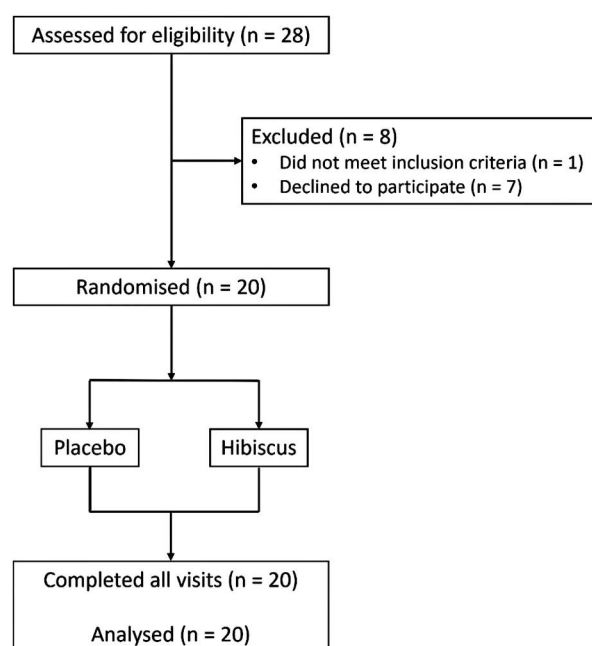 Assessed for eligibility (n = 28)
Excluded (n = 8)
• Did not meet inclusion criteria (n = 1)
• Declined to participate (n = 7)
Randomised (n = 20)
Placebo
Hibiscus
Completed all visits (n = 20)
Analysed (n = 20)